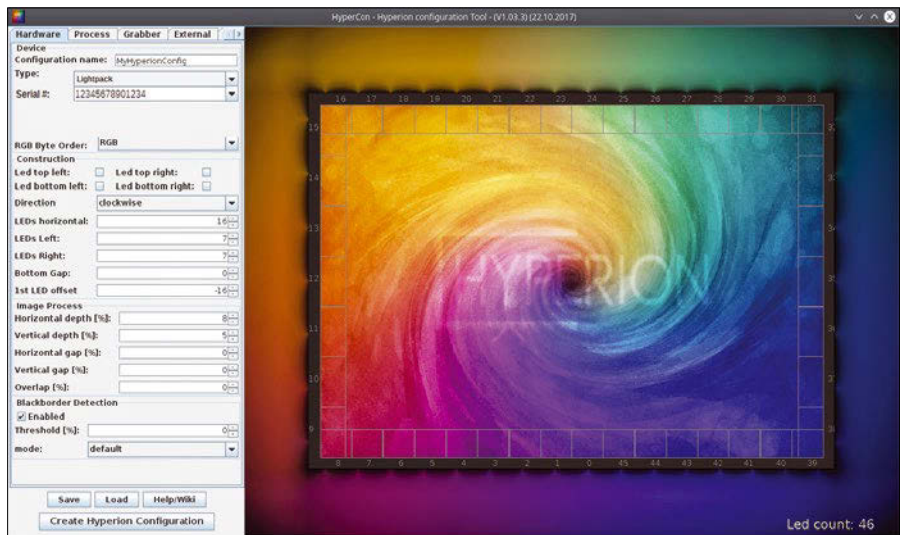 HyperCon - Hyperion configuration Tool - (V1.03.3) (22.10.2017)
Hardware Process Grabber External
Device
Configuration name: MyHyperionConfig
Type: Lightpack
Serial #: 12345678901234
RGB Byte Order: RGB
Construction
Led top left: Led top right:
Led bottom left: Led bottom right:
Direction clockwise
LEDs horizontal: 16
LEDs Left: 7
LEDs Right: 7
Bottom Gap: 0
1st LED offset -16
Image Process
Horizontal depth [%]: 8
Vertical depth [%]: 5
Horizontal gap [%]: 0
Vertical gap [%]: 0
Overlap [%]: 0
Blackborder Detection
Enabled
Threshold [%]: 0
mode: default
Save Load Help/Wiki
Create Hyperion Configuration
16 17 18 19 20 21 22 23 24 25 26 27 28 29 30 31
15
14
13
12
11
10
9
HYPERION
8 7 6 5 4 3 2 1 0 45 44 43 42 41 40 39
Led count: 46